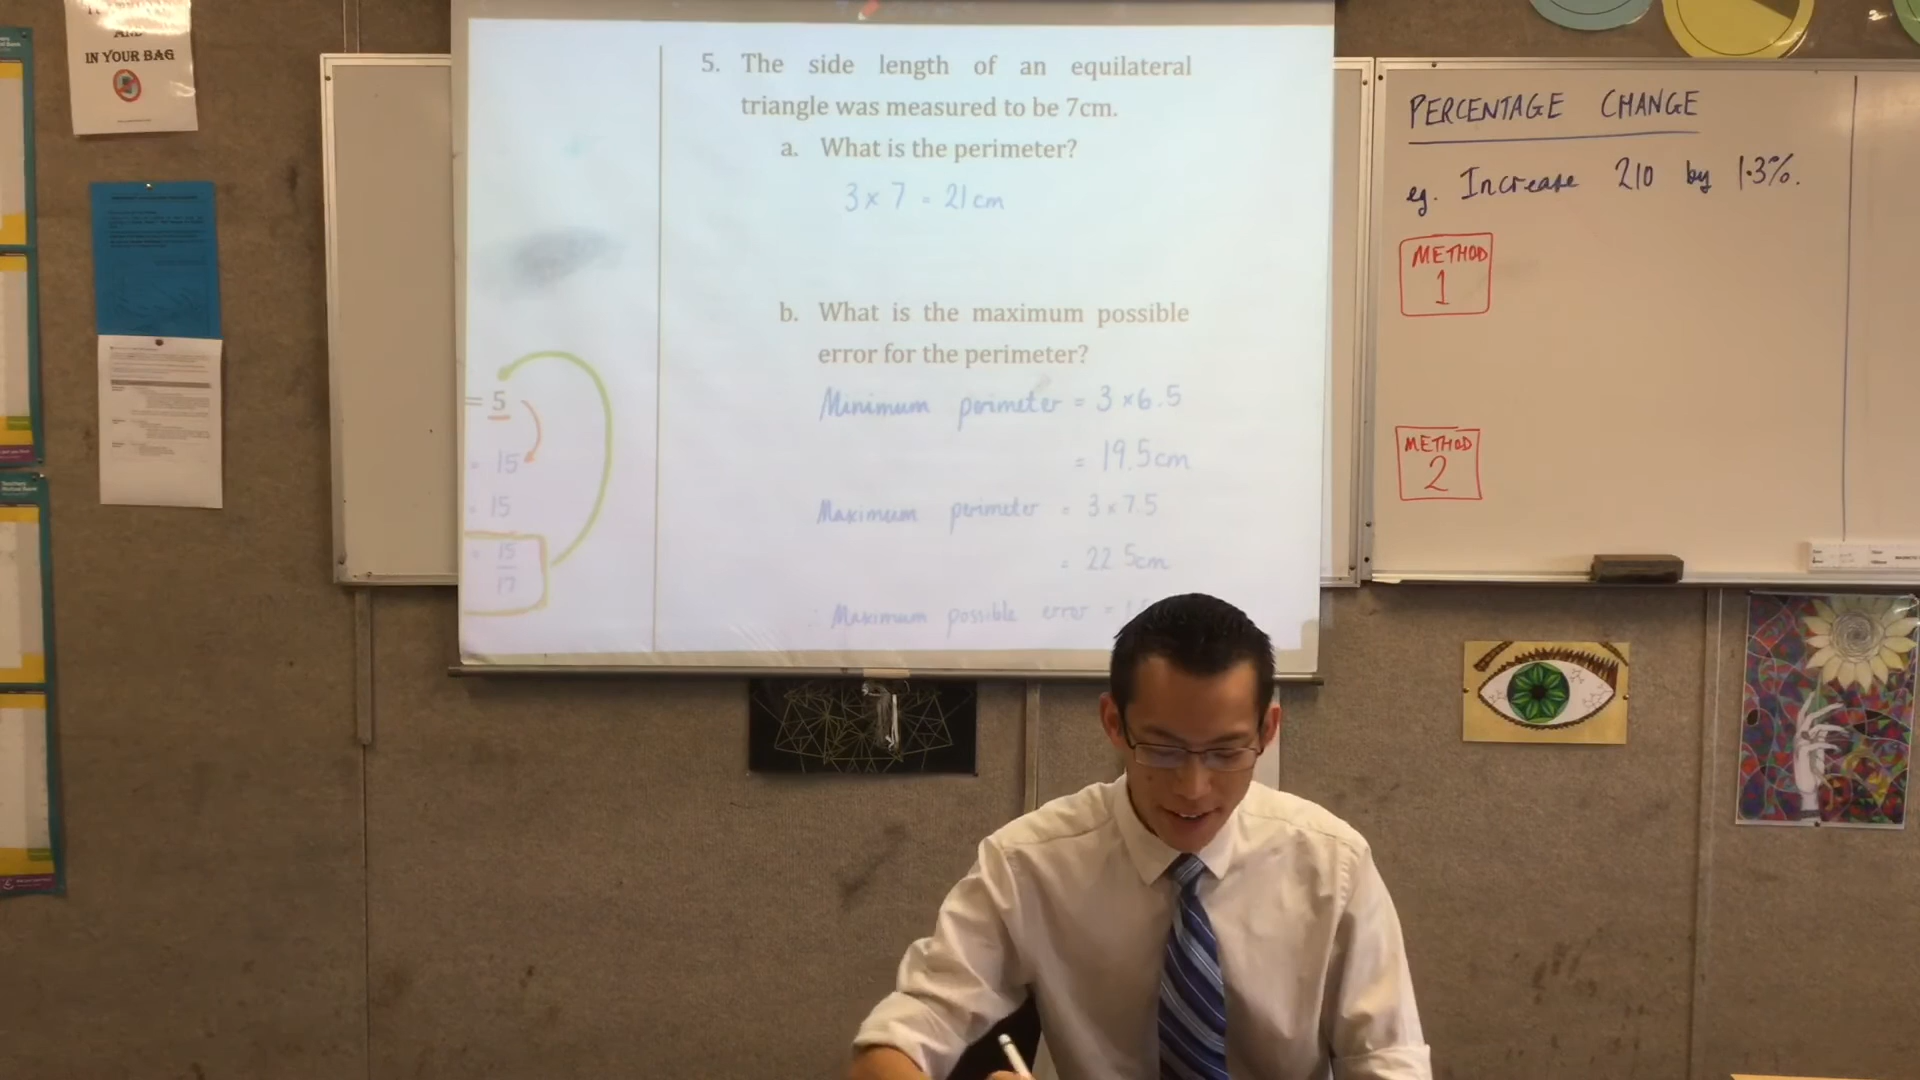 AND
IN YOUR BAG
5. The side length of an equilateral
triangle was measured to be 7cm.
a. What is the perimeter?
3 × 7 = 21 cm
b. What is the maximum possible
error for the perimeter?
Minimum perimeter = 3 × 6.5
= 19.5cm
Maximum perimeter = 3 × 7.5
= 22.5cm
Maximum possible error =
= 5
= 15
= 15
= 15
17
PERCENTAGE CHANGE
eg. Increase 210 by 1.3%.
METHOD
1
METHOD
2